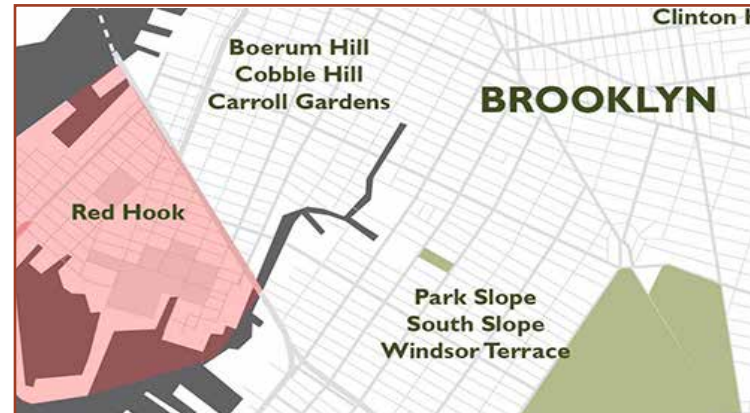 Clinton
Boerum Hill
Cobble Hill
Carroll Gardens
BROOKLYN
Red Hook
Park Slope
South Slope
Windsor Terrace